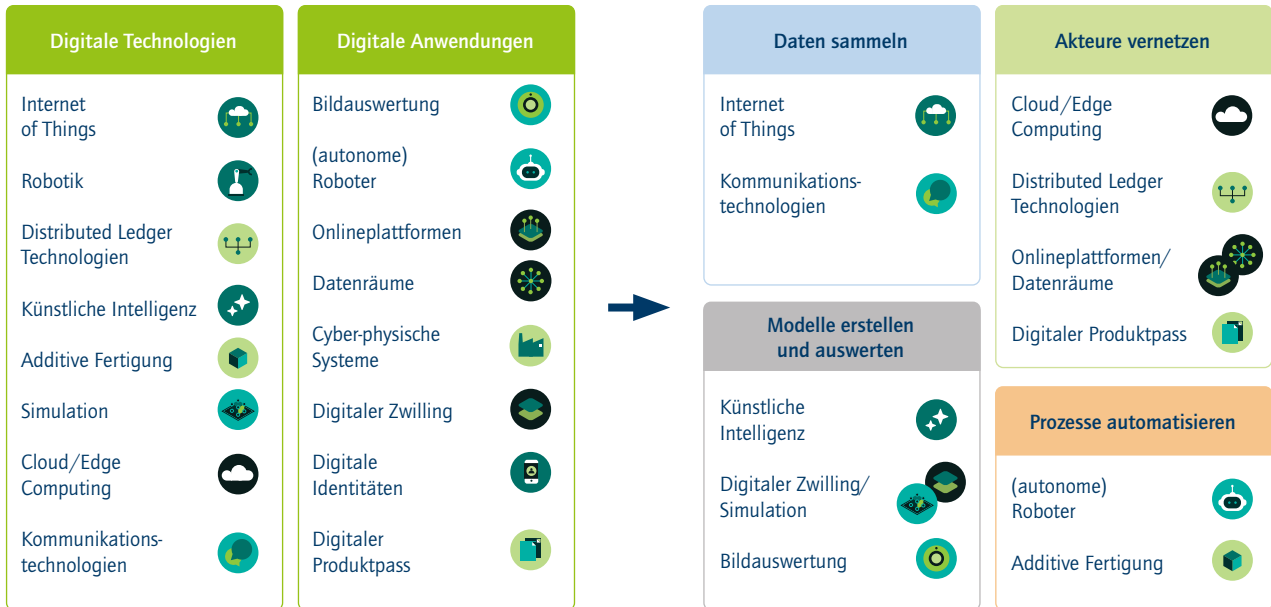 Digitale Technologien
Internet
of Things
Robotik
Distributed Ledger
Technologien
Künstliche Intelligenz
Additive Fertigung
Simulation
Cloud/Edge
Computing
Kommunikations-
technologien
Digitale Anwendungen
Bildauswertung
(autonome)
Roboter
Onlineplattformen
Datenräume
Cyber-physische
Systeme
Digitaler Zwilling
Digitale
Identitäten
Digitaler
Produktpass
Daten sammeln
Internet
of Things
Kommunikations-
technologien
Modelle erstellen
und auswerten
Künstliche
Intelligenz
Digitaler Zwilling/
Simulation
Bildauswertung
Akteure vernetzen
Cloud/Edge
Computing
Distributed Ledger
Technologien
Onlineplattformen/
Datenräume
Digitaler Produktpass
Prozesse automatisieren
(autonome)
Roboter
Additive Fertigung